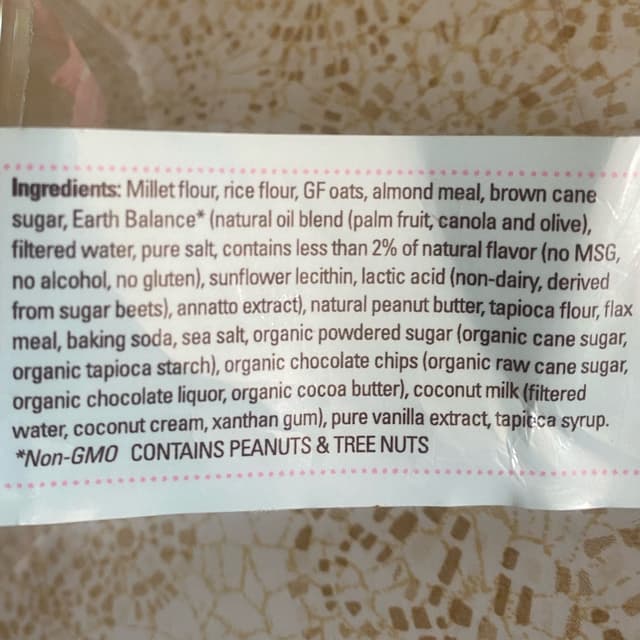 Ingredients: Millet flour, rice flour, GF oats, almond meal, brown cane
sugar, Earth Balance* (natural oil blend (palm fruit, canola and olive),
filtered water, pure salt, contains less than 2% of natural flavor (no MSG,
no alcohol, no gluten), sunflower lecithin, lactic acid (non-dairy, derived
from sugar beets), annatto extract), natural peanut butter, tapioca flour, flax
meal, baking soda, sea salt, organic powdered sugar (organic cane sugar,
organic tapioca starch), organic chocolate chips (organic raw cane sugar,
organic chocolate liquor, organic cocoa butter), coconut milk (filtered
water, coconut cream, xanthan gum), pure vanilla extract, tapioca syrup.
*Non-GMO CONTAINS PEANUTS & TREE NUTS